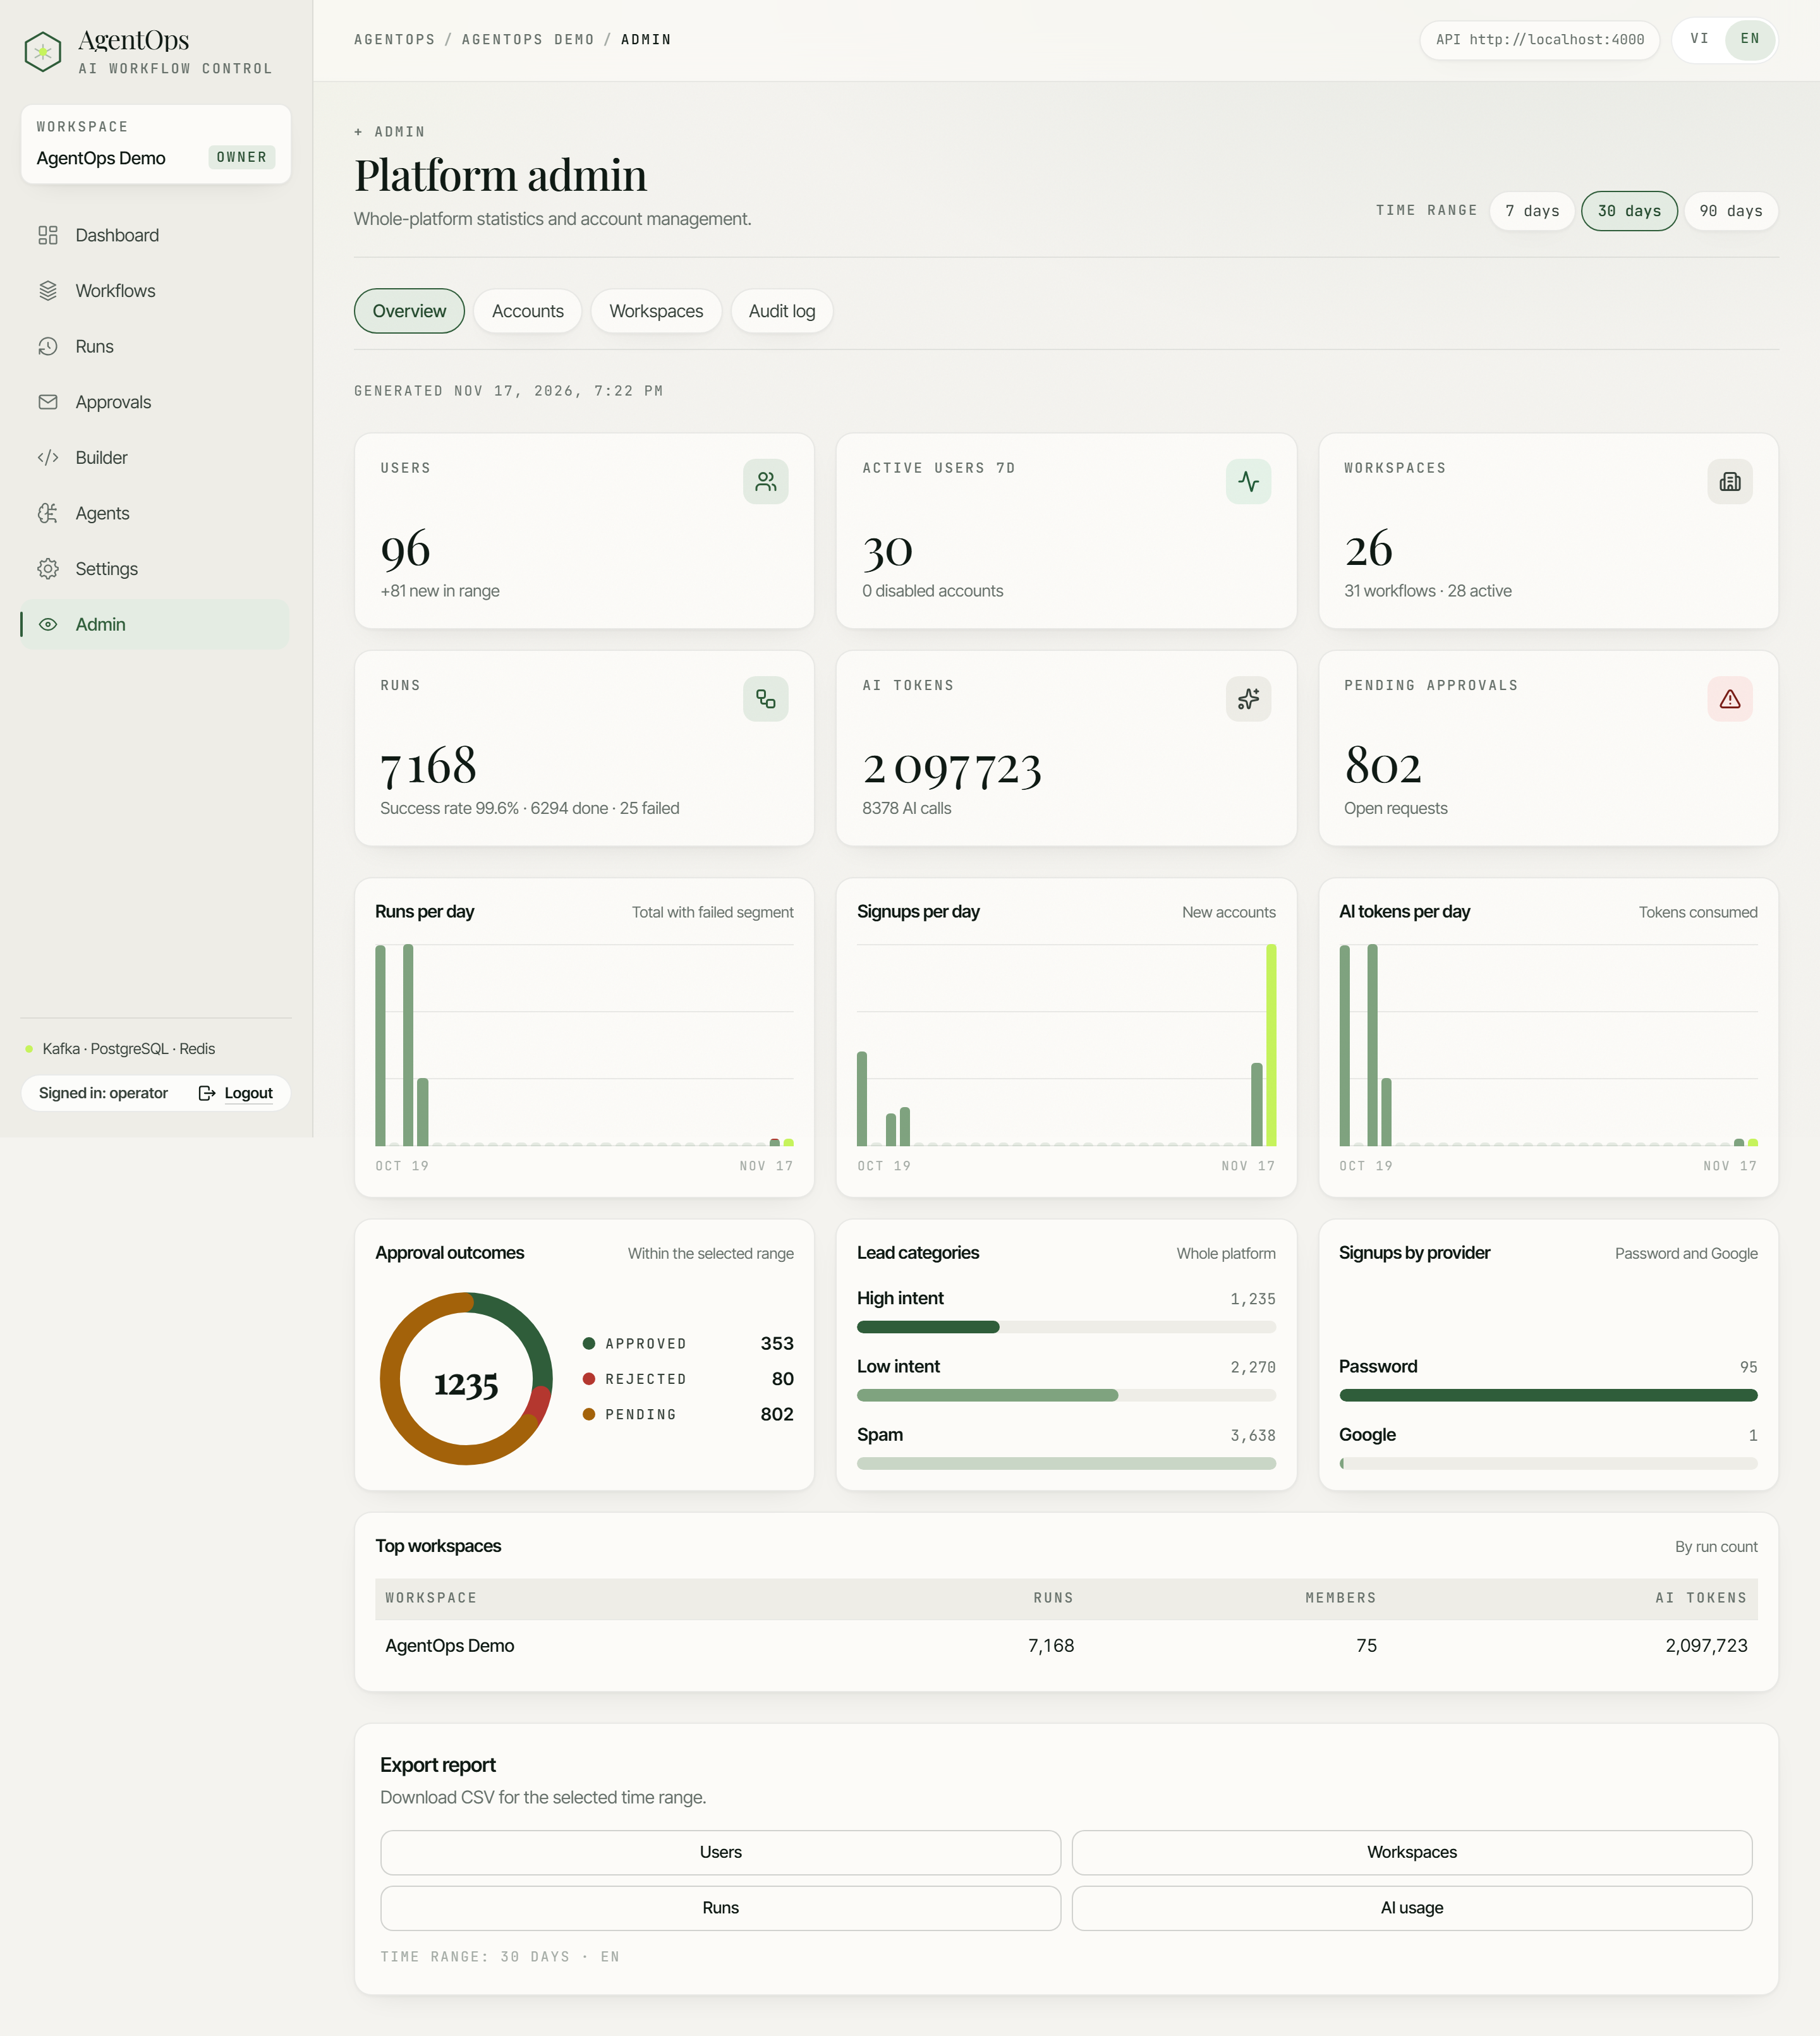 AgentOps
AI WORKFLOW CONTROL
WORKSPACE
AgentOps Demo OWNER
Dashboard
Workflows
Runs
Approvals
Builder
Agents
Settings
Admin
Kafka · PostgreSQL · Redis
Signed in: operator Logout
AGENTOPS / AGENTOPS DEMO / ADMIN
API http://localhost:4000 VI EN
+ ADMIN
Platform admin
Whole-platform statistics and account management.
TIME RANGE 7 days 30 days 90 days
Overview Accounts Workspaces Audit log
GENERATED NOV 17, 2026, 7:22 PM
USERS
96
+81 new in range
ACTIVE USERS 7D
30
0 disabled accounts
WORKSPACES
26
31 workflows · 28 active
RUNS
7 168
Success rate 99.6% · 6294 done · 25 failed
AI TOKENS
2 097 723
8378 AI calls
PENDING APPROVALS
802
Open requests
Runs per day Total with failed segment
OCT 19 NOV 17
Signups per day New accounts
OCT 19 NOV 17
AI tokens per day Tokens consumed
OCT 19 NOV 17
Approval outcomes Within the selected range
1235
APPROVED 353
REJECTED 80
PENDING 802
Lead categories Whole platform
High intent 1,235
Low intent 2,270
Spam 3,638
Signups by provider Password and Google
Password 95
Google 1
Top workspaces By run count
WORKSPACE RUNS MEMBERS AI TOKENS
AgentOps Demo 7,168 75 2,097,723
Export report
Download CSV for the selected time range.
Users Workspaces
Runs AI usage
TIME RANGE: 30 DAYS · EN